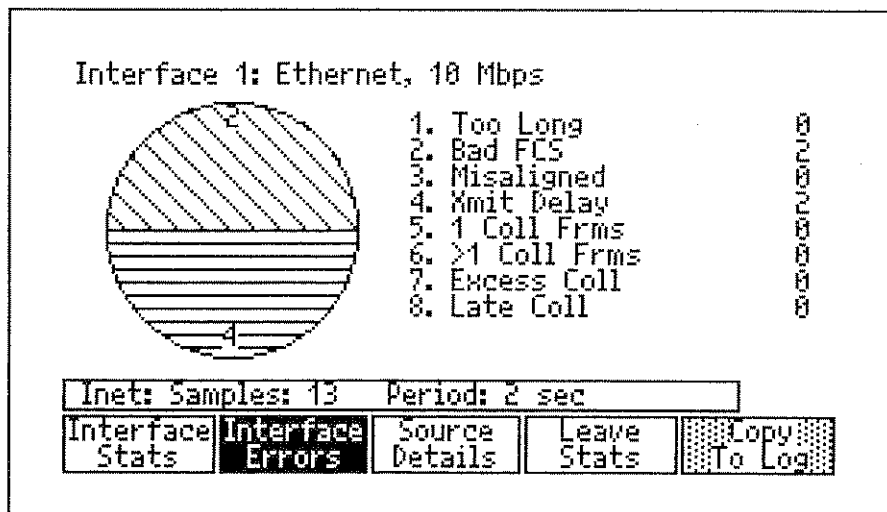 Interface 1: Ethernet, 10 Mbps
2
4
1. Too Long 0
2. Bad FCS 2
3. Misaligned 0
4. Xmit Delay 2
5. 1 Coll Frms 0
6. >1 Coll Frms 0
7. Excess Coll 0
8. Late Coll 0
Inet: Samples: 13 Period: 2 sec
Interface Stats
Interface Errors
Source Details
Leave Stats
Copy To Log